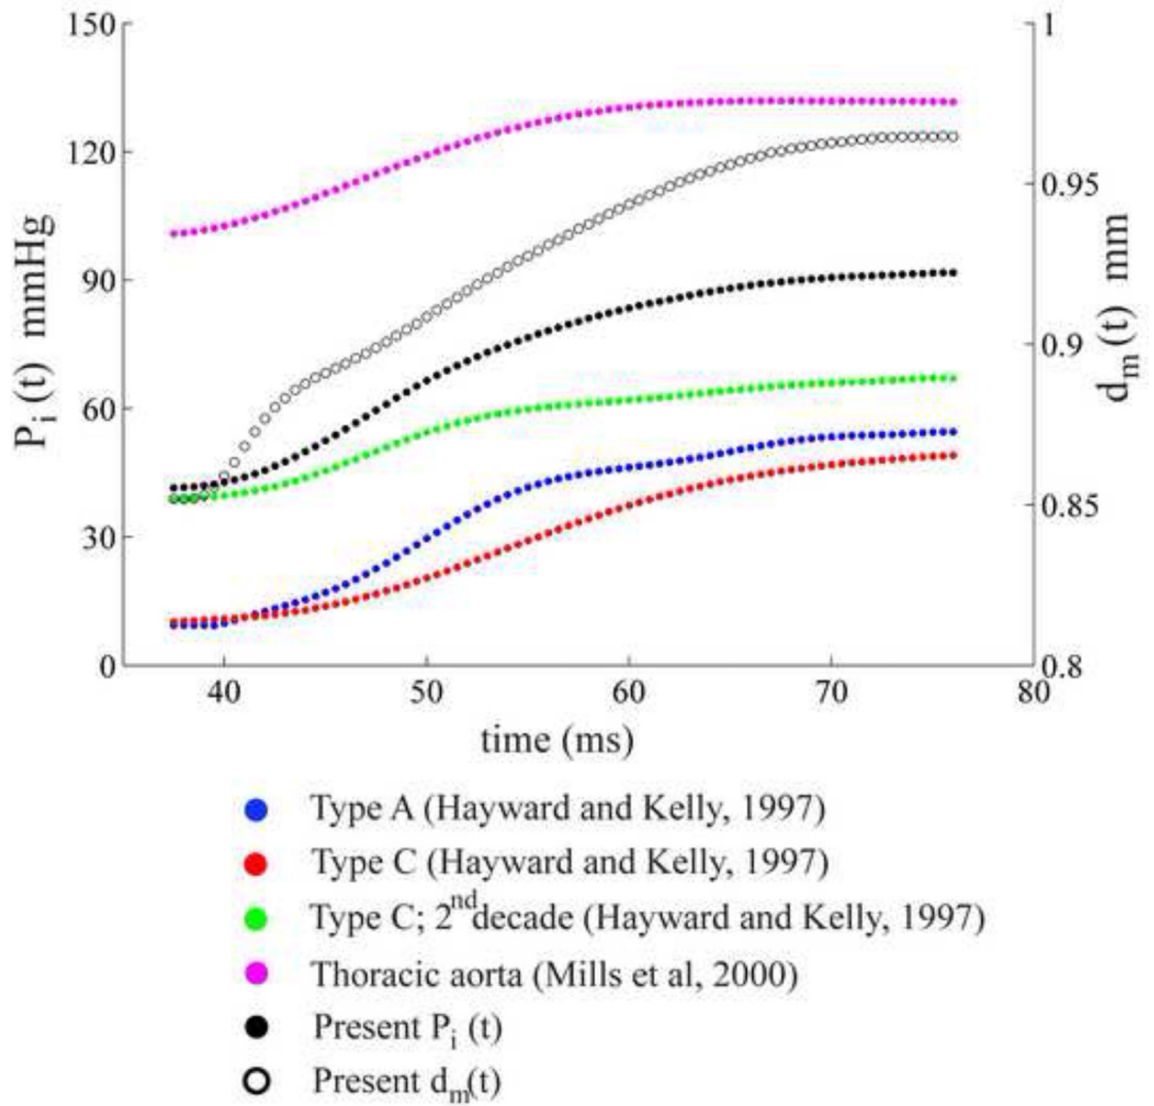 150
120
90
60
30
0
P_i (t) mmHg
1
0.95
0.9
0.85
0.8
d_m (t) mm
40 50 60 70 80
time (ms)
Type A (Hayward and Kelly, 1997)
Type C (Hayward and Kelly, 1997)
Type C; 2nd decade (Hayward and Kelly, 1997)
Thoracic aorta (Mills et al, 2000)
Present P_i (t)
Present d_m(t)